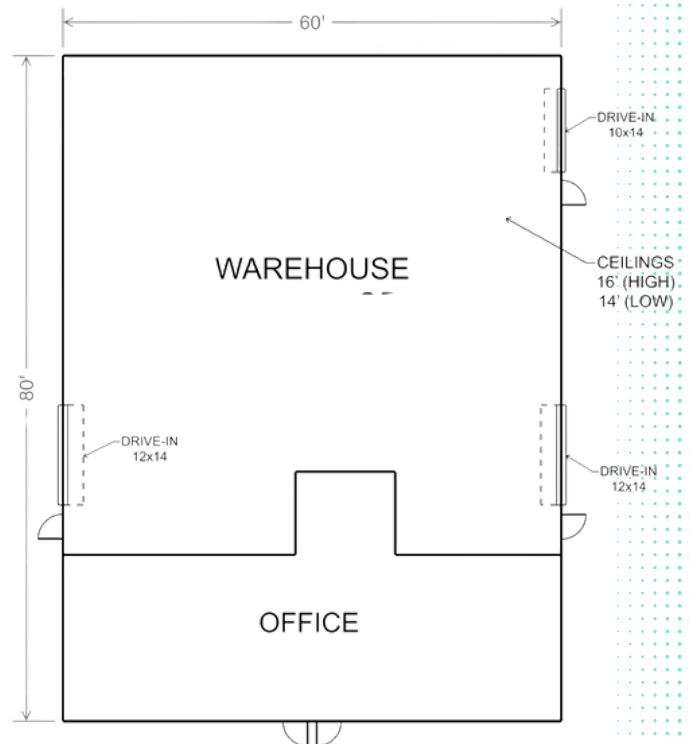 60'
DRIVE-IN
10x14
CEILINGS
16' (HIGH)
14' (LOW)
WAREHOUSE
80'
DRIVE-IN
12x14
DRIVE-IN
12x14
OFFICE